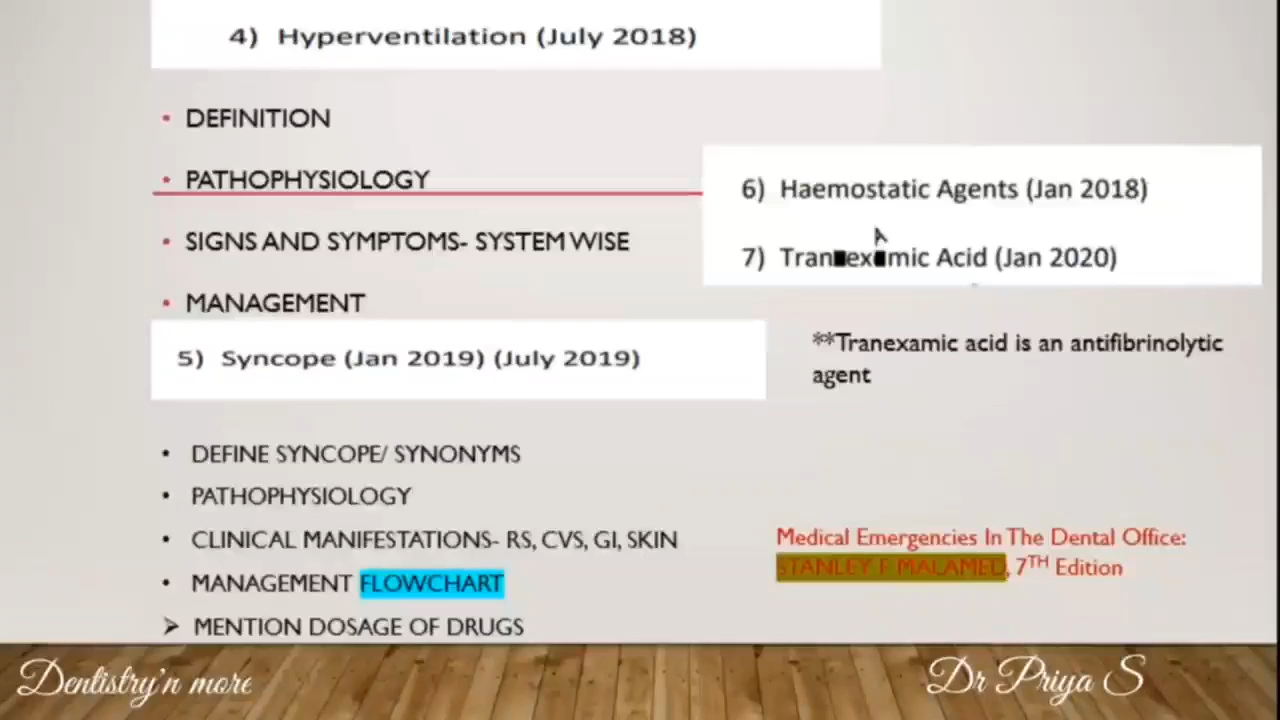 4) Hyperventilation (July 2018)
• DEFINITION
• PATHOPHYSIOLOGY
• SIGNS AND SYMPTOMS- SYSTEM WISE
• MANAGEMENT
5) Syncope (Jan 2019) (July 2019)
• DEFINE SYNCOPE/ SYNONYMS
• PATHOPHYSIOLOGY
• CLINICAL MANIFESTATIONS- RS, CVS, GI, SKIN
• MANAGEMENT FLOWCHART
➤ MENTION DOSAGE OF DRUGS
6) Haemostatic Agents (Jan 2018)
7) Tran■ex■mic Acid (Jan 2020)
**Tranexamic acid is an antifibrinolytic
agent
Medical Emergencies In The Dental Office:
STANLEY F MALAMED, 7TH Edition
Dentistry'n more
Dr Priya S